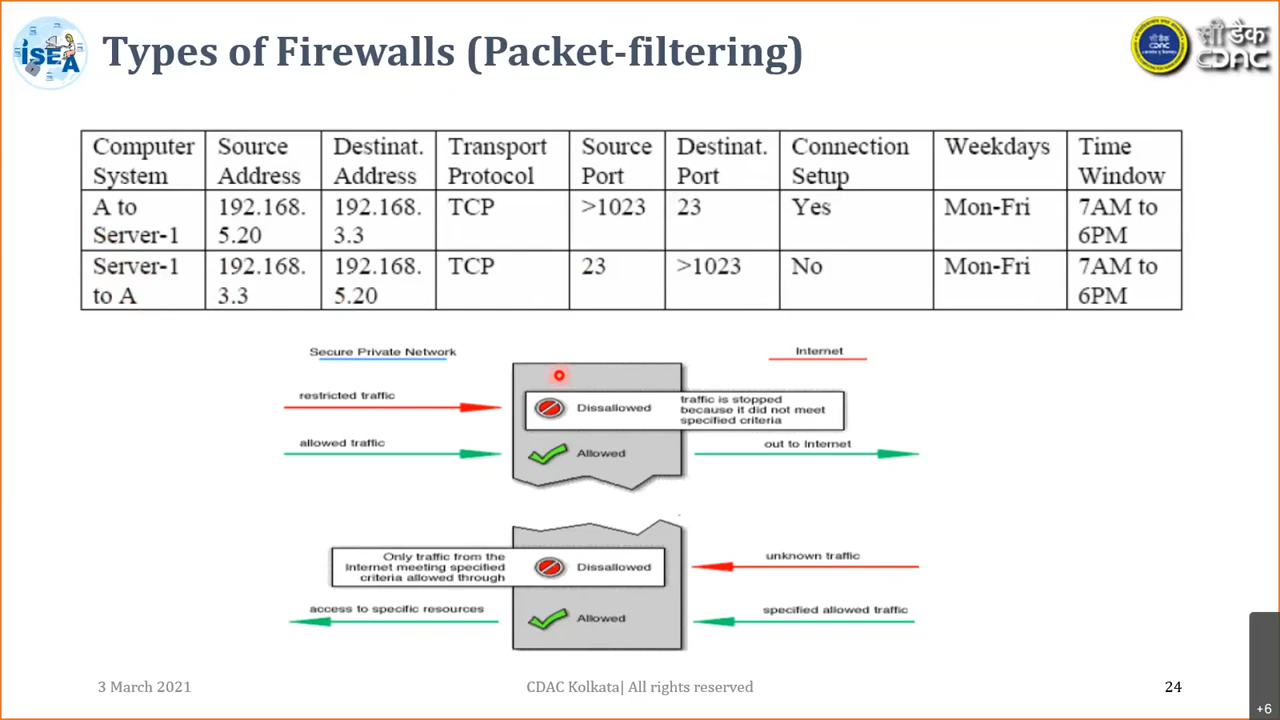 ISEA
Types of Firewalls (Packet-filtering)
CDAC
सी डैक
CDAC
Computer System	Source Address	Destinat. Address	Transport Protocol	Source Port	Destinat. Port	Connection Setup	Weekdays	Time Window
A to Server-1	192.168.5.20	192.168.3.3	TCP	>1023	23	Yes	Mon-Fri	7AM to 6PM
Server-1 to A	192.168.3.3	192.168.5.20	TCP	23	>1023	No	Mon-Fri	7AM to 6PM
Secure Private Network
Internet
restricted traffic
Dissallowed
traffic is stopped
because it did not meet
specified criteria
allowed traffic
Allowed
out to Internet
Only traffic from the
Internet meeting specified
criteria allowed through
Dissallowed
unknown traffic
access to specific resources
Allowed
specified allowed traffic
3 March 2021
CDAC Kolkata| All rights reserved
24
+6